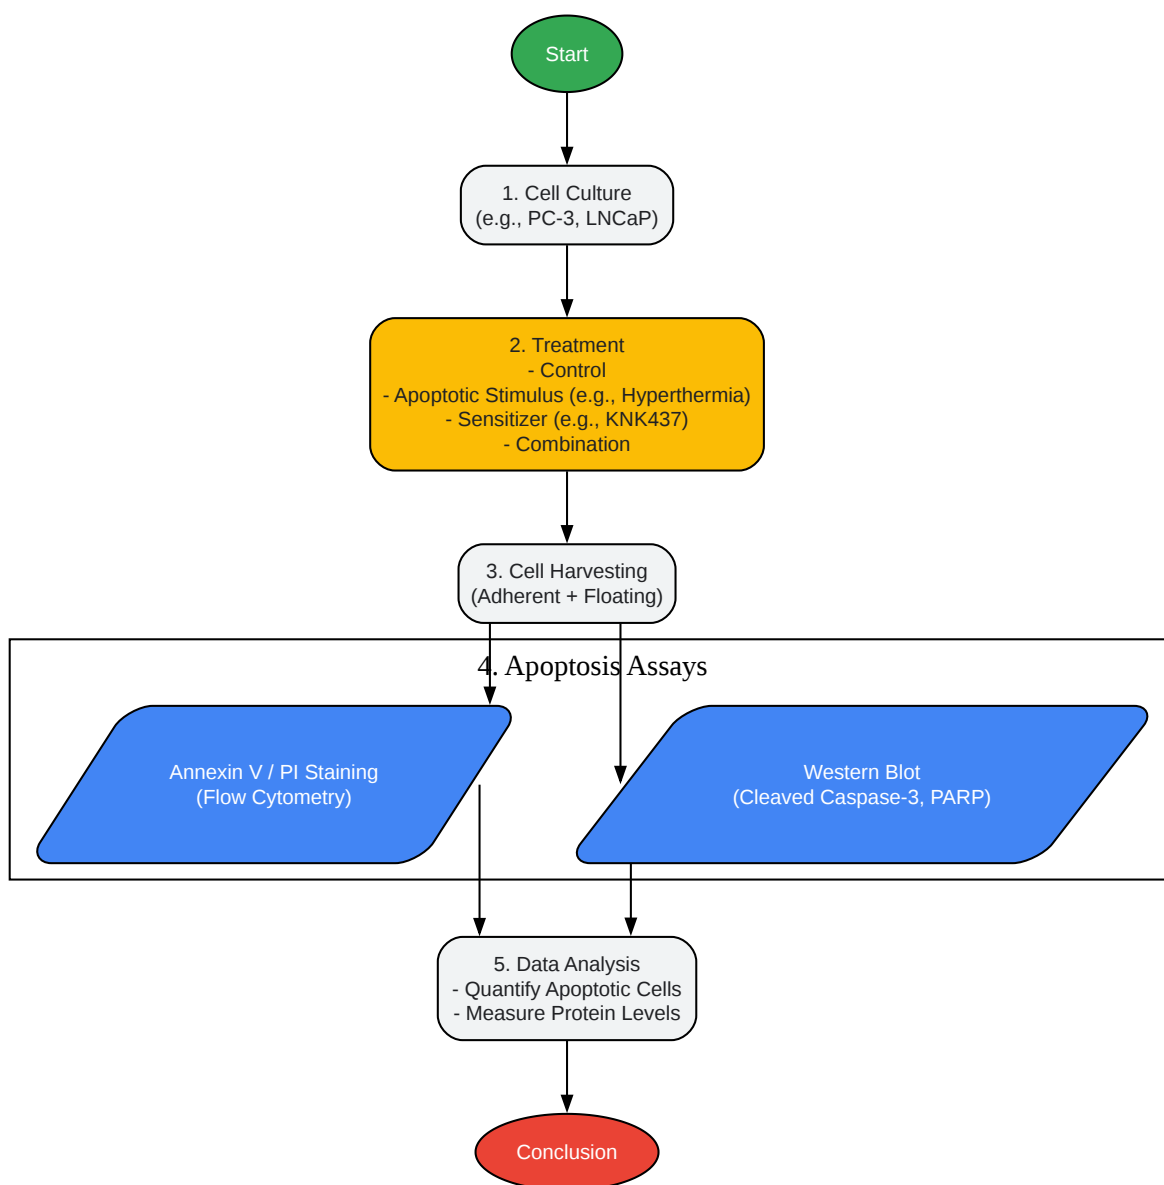 Start
1. Cell Culture
(e.g., PC-3, LNCaP)
2. Treatment
- Control
- Apoptotic Stimulus (e.g., Hyperthermia)
- Sensitizer (e.g., KNK437)
- Combination
3. Cell Harvesting
(Adherent + Floating)
4. Apoptosis Assays
Annexin V / PI Staining
(Flow Cytometry)
Western Blot
(Cleaved Caspase-3, PARP)
5. Data Analysis
- Quantify Apoptotic Cells
- Measure Protein Levels
Conclusion